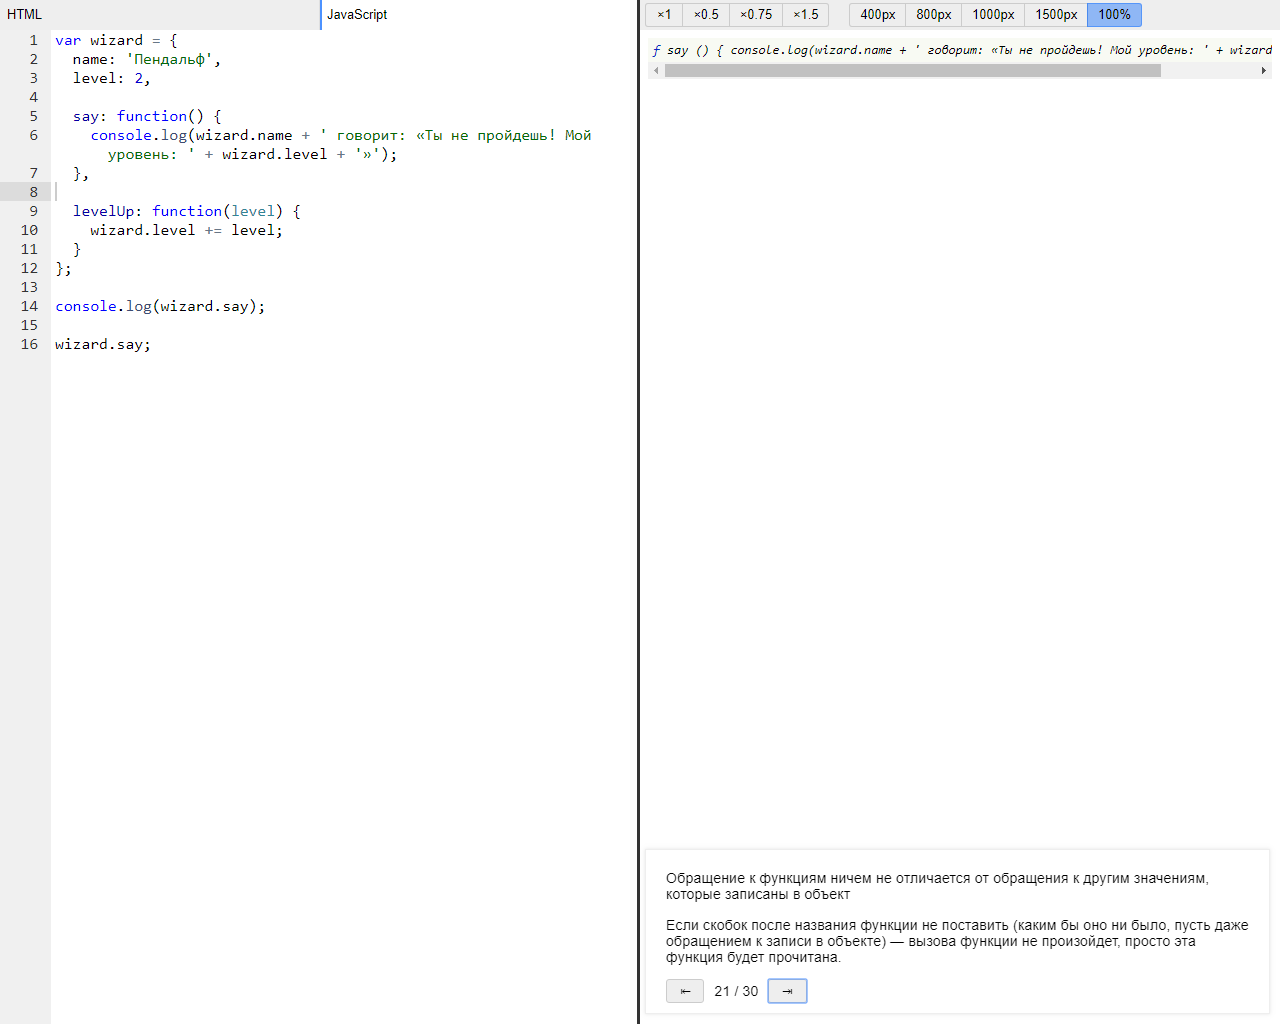 HTML
JavaScript
×1 ×0.5 ×0.75 ×1.5 400px 800px 1000px 1500px 100%
1 var wizard = {
2 name: 'Пендальф',
3 level: 2,
4
5 say: function() {
6 console.log(wizard.name + ' говорит: «Ты не пройдешь! Мой
уровень: ' + wizard.level + '»');
7 },
8
9 levelUp: function(level) {
10 wizard.level += level;
11 }
12 };
13
14 console.log(wizard.say);
15
16 wizard.say;
ƒ say () { console.log(wizard.name + ' говорит: «Ты не пройдешь! Мой уровень: ' + wizard
Обращение к функциям ничем не отличается от обращения к другим значениям,
которые записаны в объект
Если скобок после названия функции не поставить (каким бы оно ни было, пусть даже
обращением к записи в объекте) — вызова функции не произойдет, просто эта
функция будет прочитана.
⇤ 21 / 30 ⇥